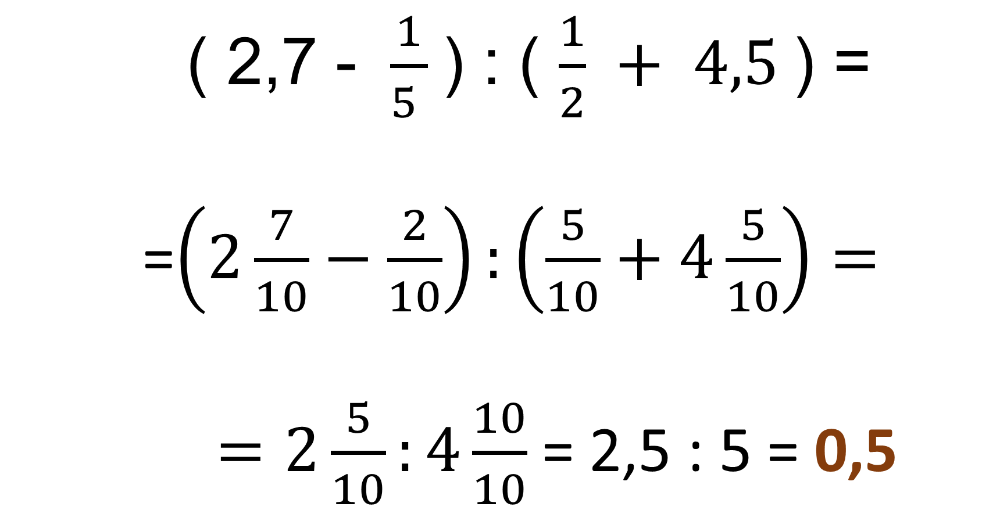 ( 2,7 - 1/5 ) : ( 1/2 + 4,5 ) =
= ( 2 7/10 − 2/10 ) : ( 5/10 + 4 5/10 ) =
= 2 5/10 : 4 10/10 = 2,5 : 5 = 0,5